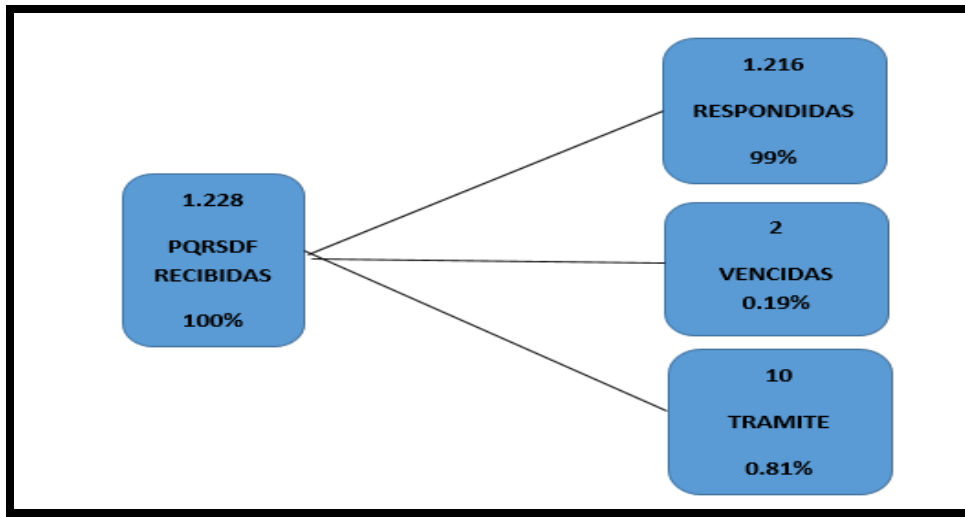 1.228
PQRSDF
RECIBIDAS
100%
1.216
RESPONDIDAS
99%
2
VENCIDAS
0.19%
10
TRAMITE
0.81%